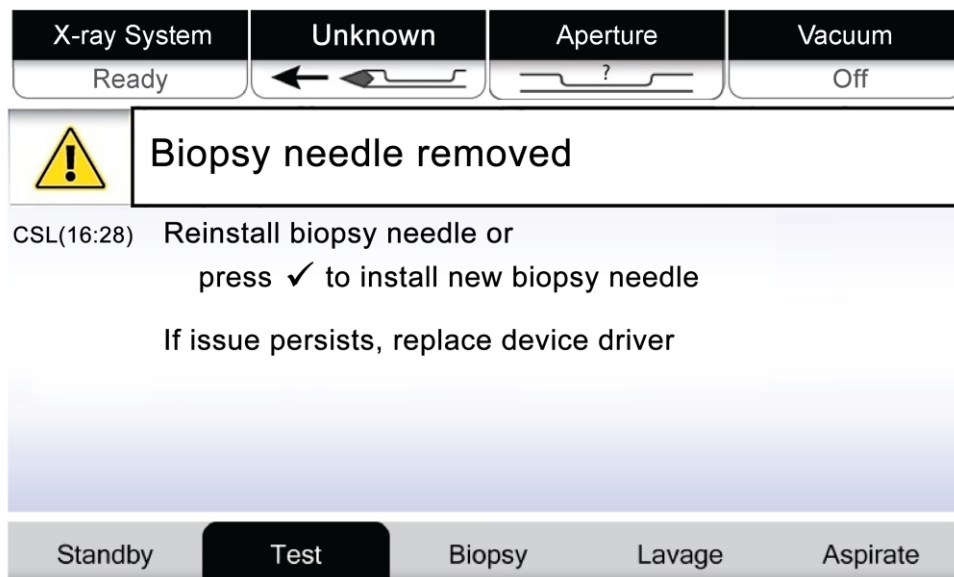 X-ray System Unknown Aperture Vacuum
Ready ? Off
Biopsy needle removed
CSL(16:28) Reinstall biopsy needle or
press ✓ to install new biopsy needle
If issue persists, replace device driver
Standby Test Biopsy Lavage Aspirate